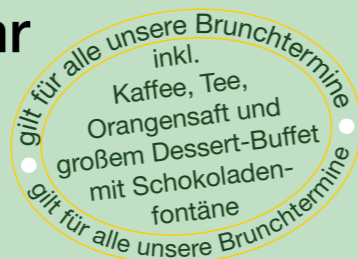 hr
gilt für alle unsere Brunchtermine
inkl.
Kaffee, Tee,
Orangensaft und
großem Dessert-Buffet
mit Schokoladen-
fontäne
gilt für alle unsere Brunchtermine